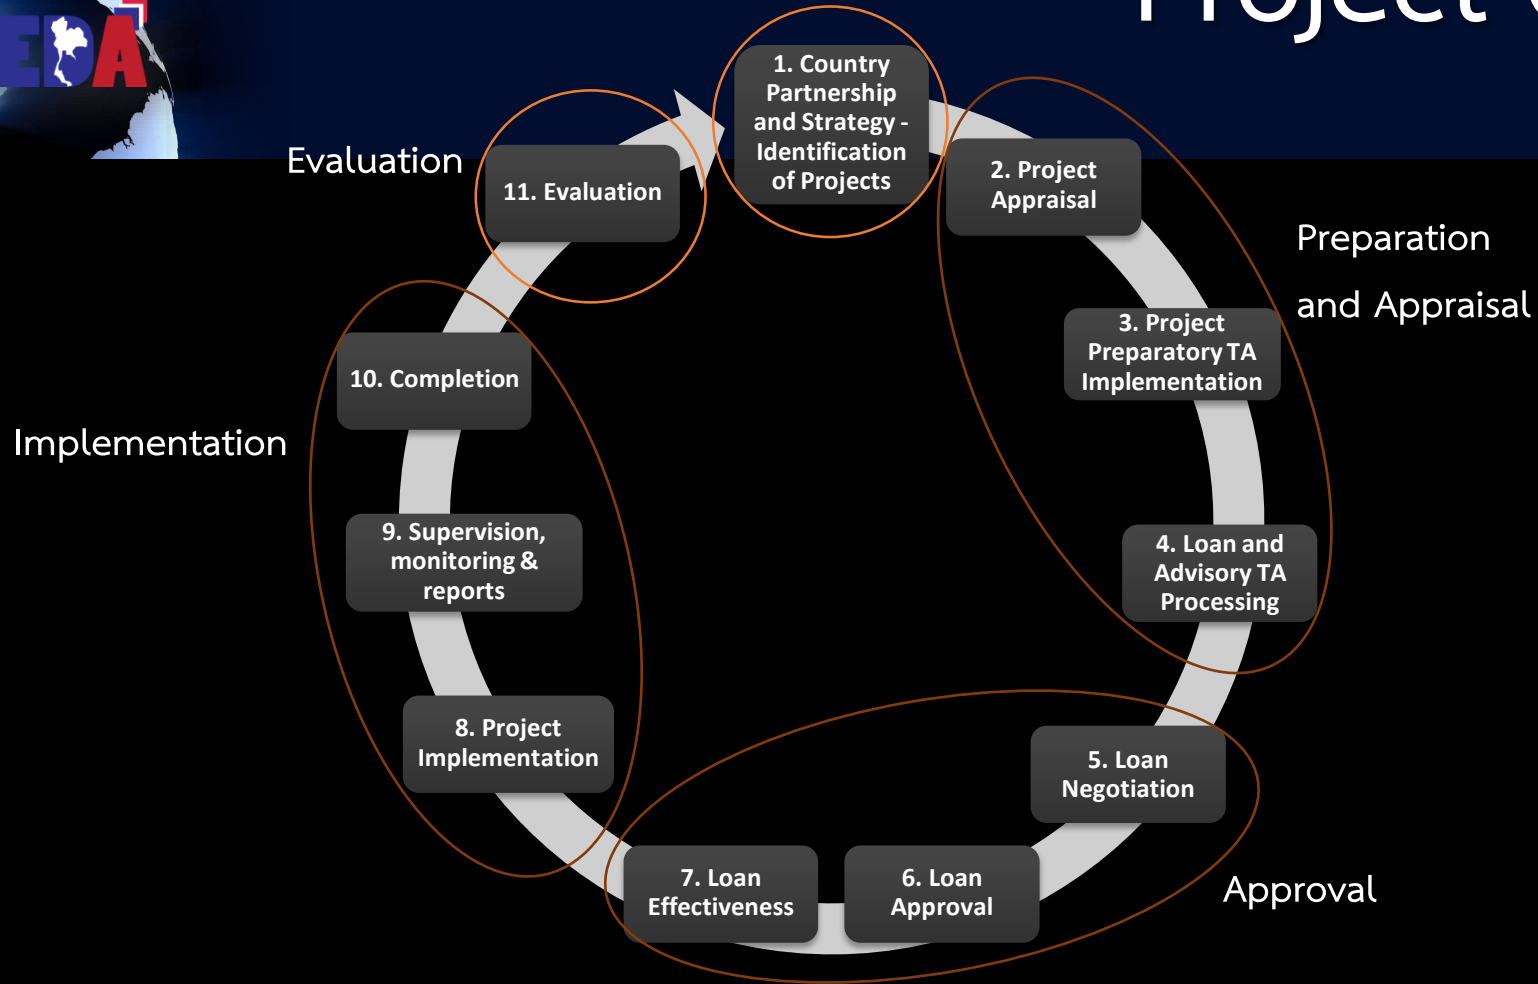 EDA
Project
1. Country
Partnership
and Strategy -
Identification
of Projects
2. Project
Appraisal
3. Project
Preparatory TA
Implementation
4. Loan and
Advisory TA
Processing
5. Loan
Negotiation
6. Loan
Approval
7. Loan
Effectiveness
8. Project
Implementation
9. Supervision,
monitoring &
reports
10. Completion
11. Evaluation
Evaluation
Preparation
and Appraisal
Implementation
Approval